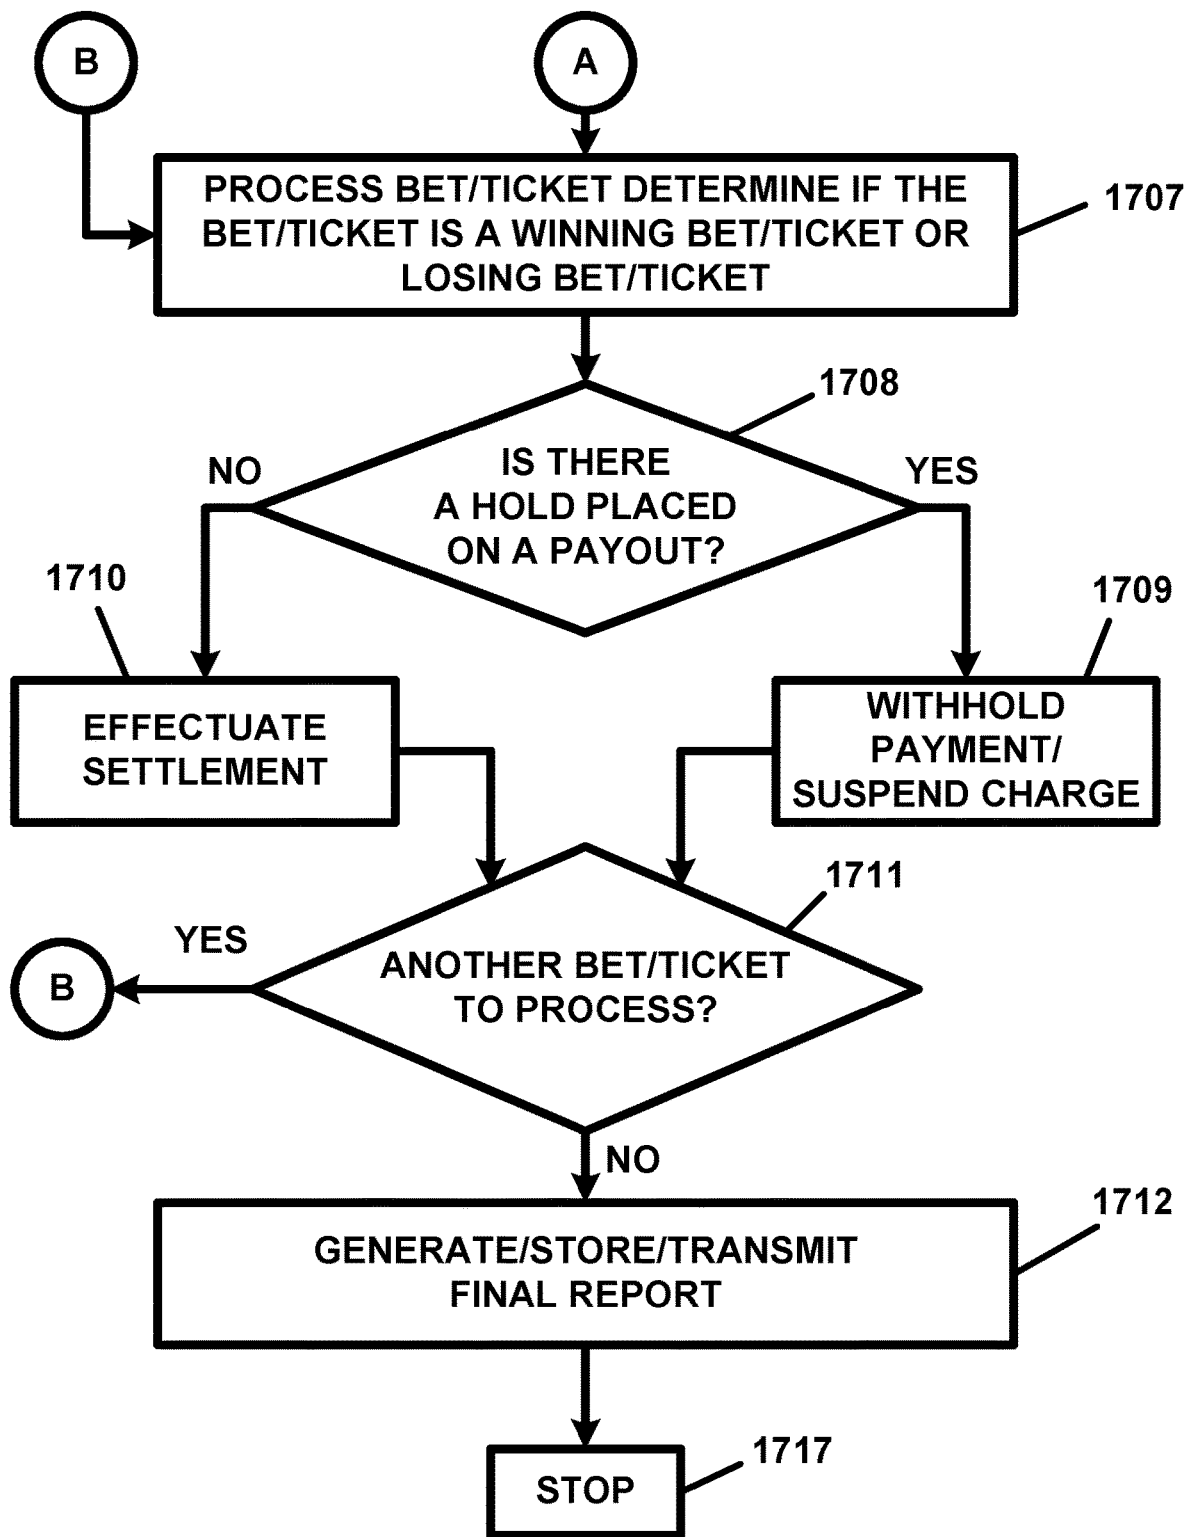 B
A
PROCESS BET/TICKET DETERMINE IF THE
BET/TICKET IS A WINNING BET/TICKET OR
LOSING BET/TICKET
1707
1708
IS THERE
A HOLD PLACED
ON A PAYOUT?
NO
YES
1710
1709
EFFECTUATE
SETTLEMENT
WITHHOLD
PAYMENT/
SUSPEND CHARGE
1711
YES
B
ANOTHER BET/TICKET
TO PROCESS?
NO
1712
GENERATE/STORE/TRANSMIT
FINAL REPORT
1717
STOP